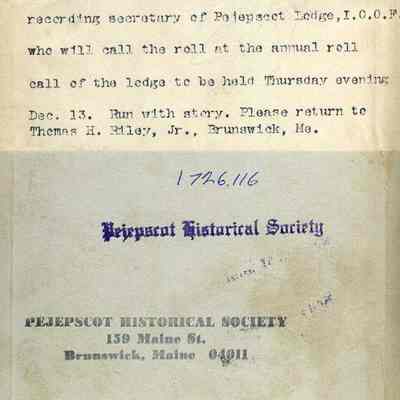 recording secretary of Pejepscot Lodge,I.O.O.F.
who will call the roll at the annual roll
call of the lodge to be held Thursday evening
Dec. 13.  Run with story. Please return to
Thomas H. Riley, Jr., Brunswick, Me.
1726.116
Pejepscot Historical Society
PEJEPSCOT HISTORICAL SOCIETY
159 Maine St.
Brunswick, Maine 04011